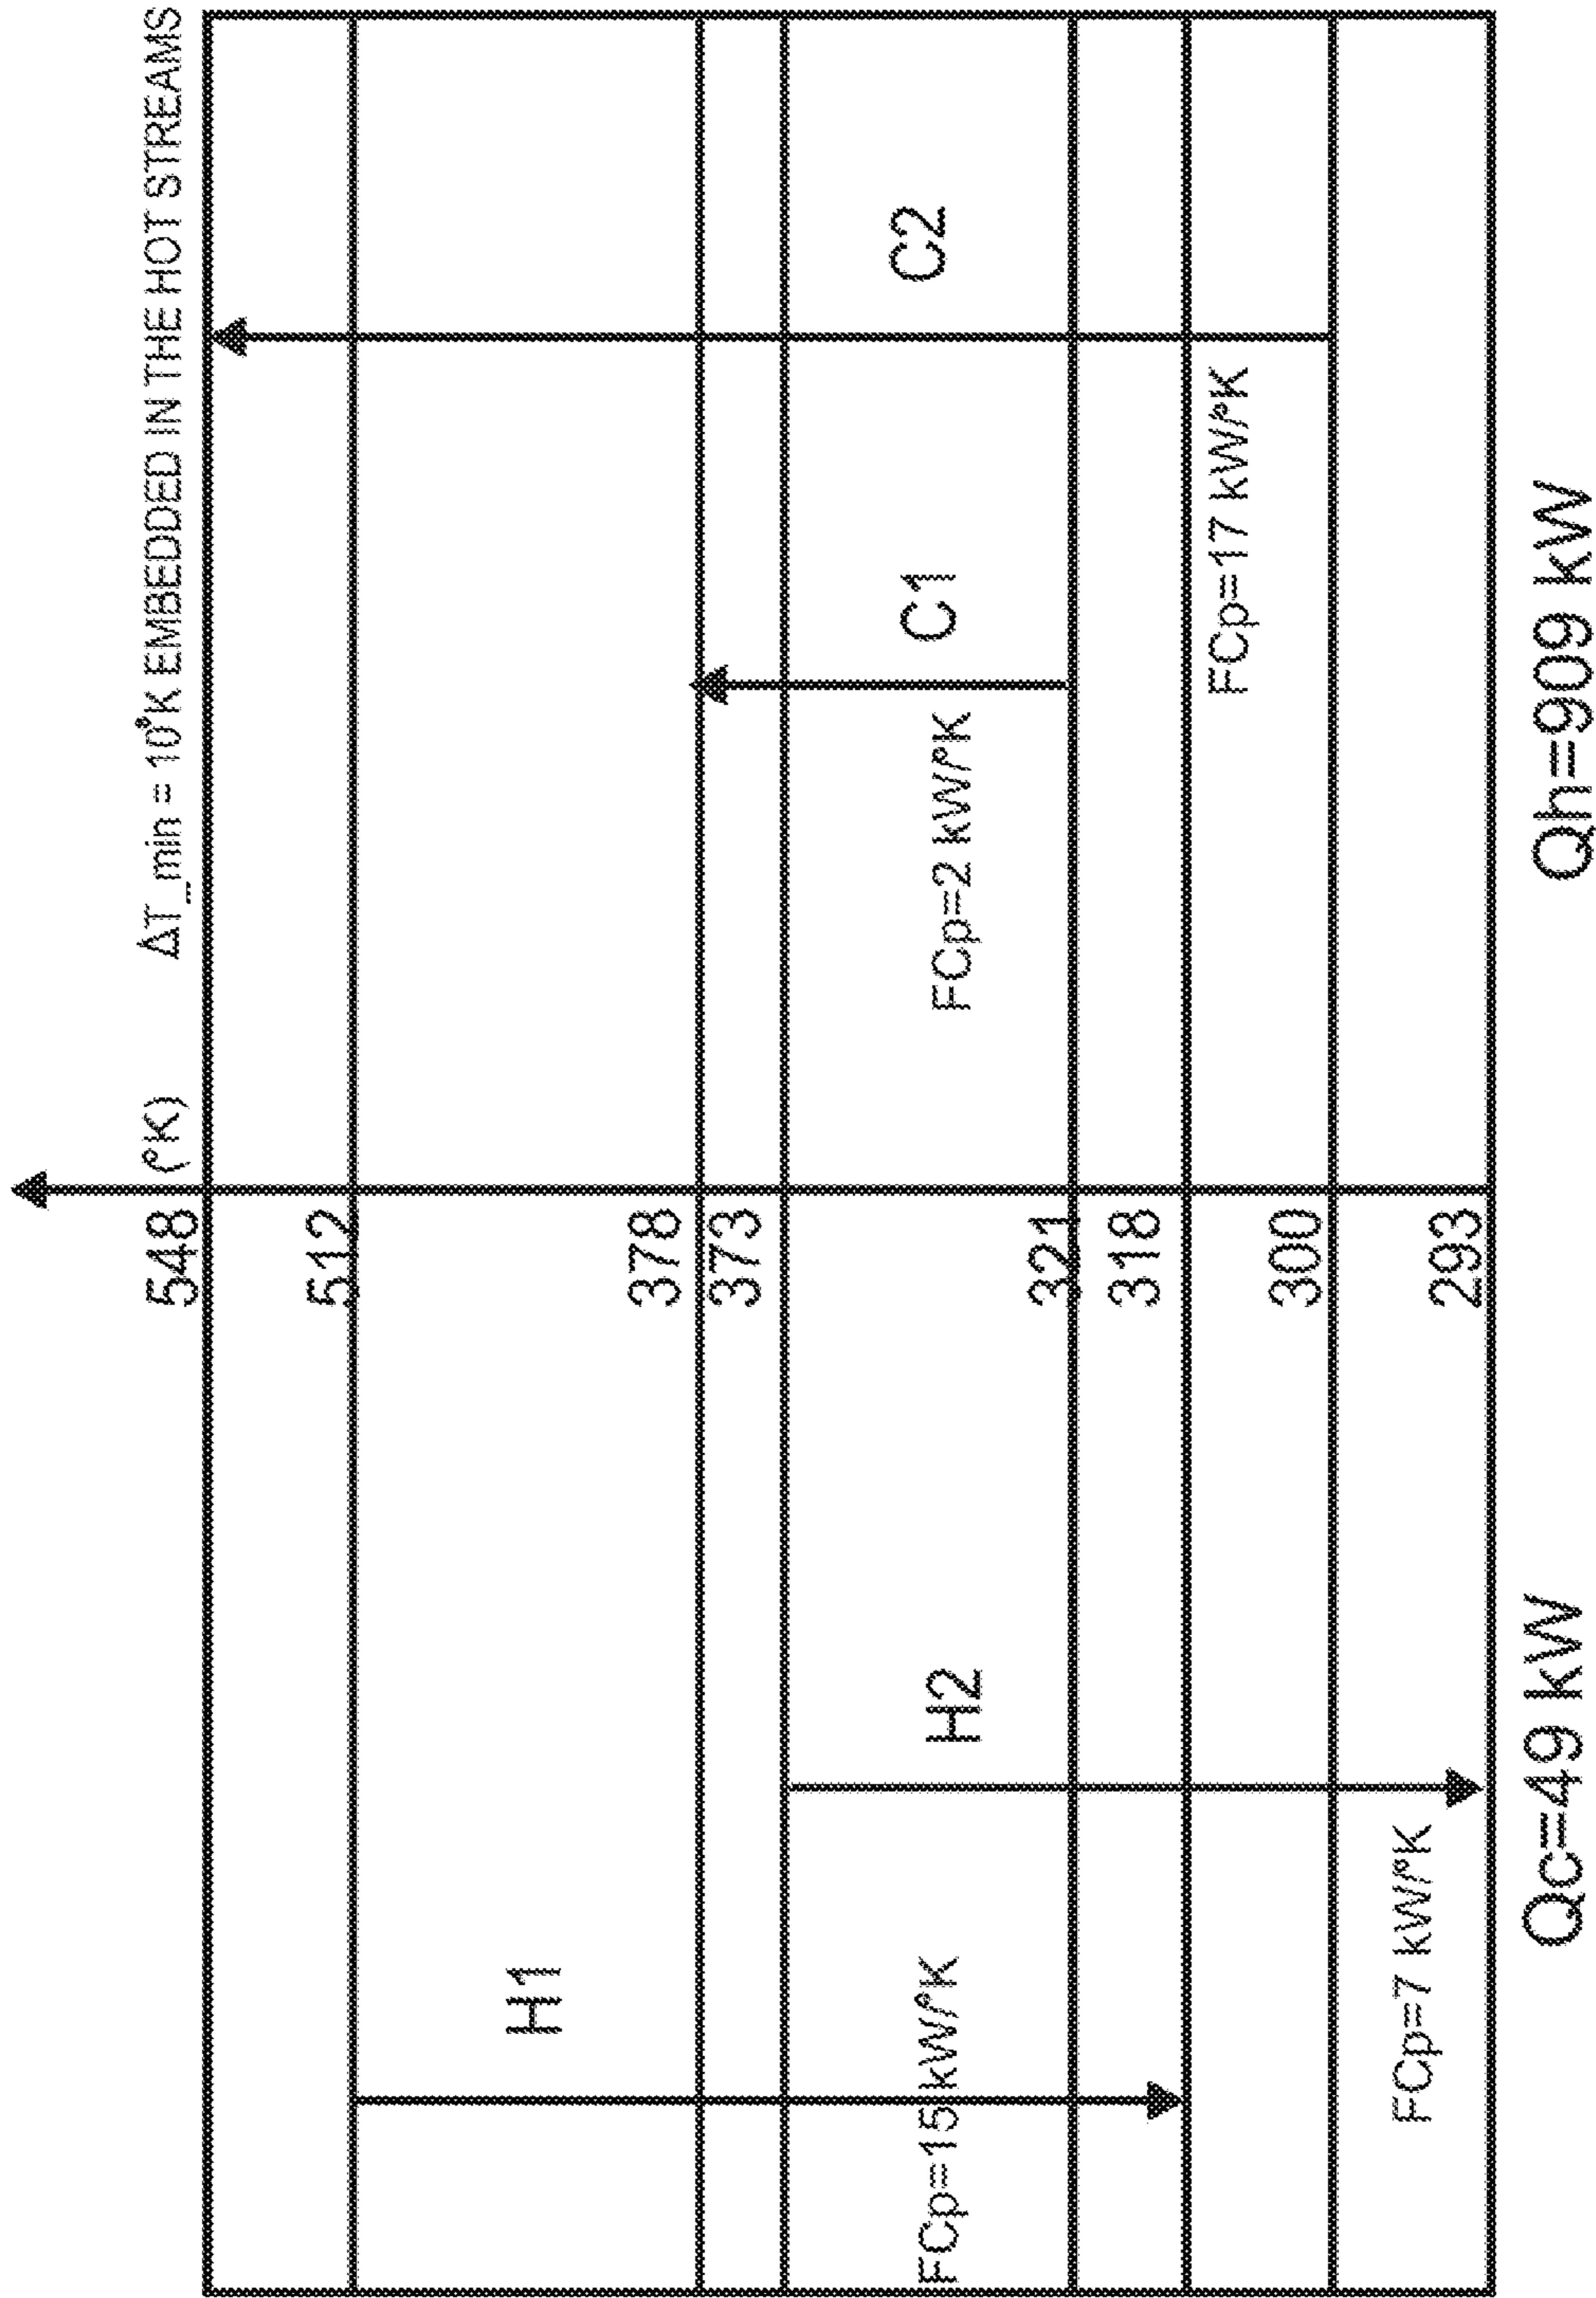 (°K) ΔT_min = 10°K EMBEDDED IN THE HOT STREAMS
548
512
H1
378
373
FCp=15 kW/°K
H2
FCp=2 kW/°K
C1
C2
321
318
FCp=17 kW/°K
300
FCp=7 kW/°K
293
Qc=49 kW
Qh=909 kW